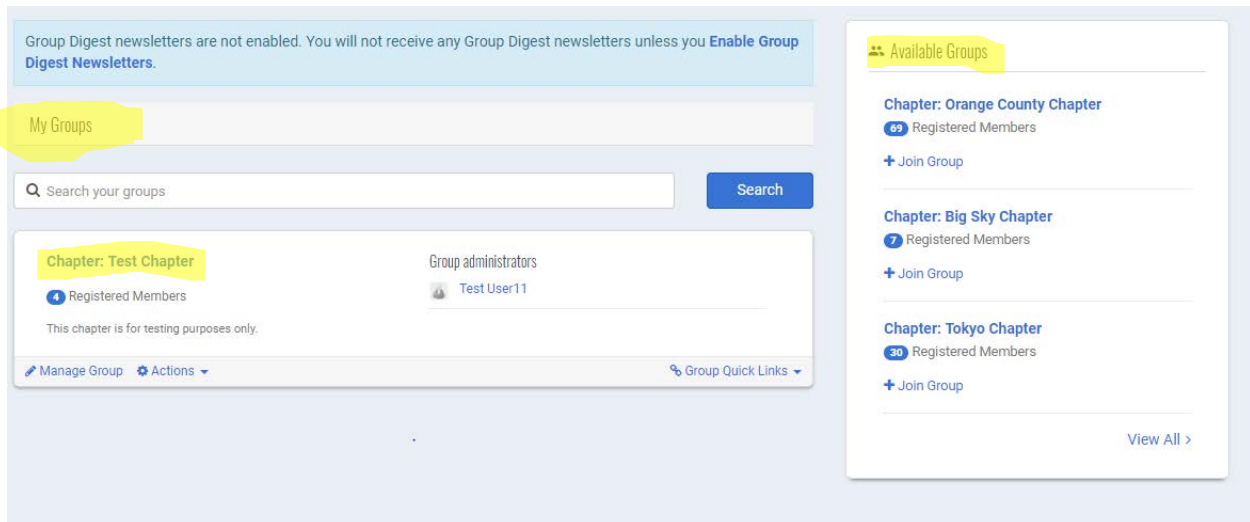 Group Digest newsletters are not enabled. You will not receive any Group Digest newsletters unless you Enable Group
Digest Newsletters.
My Groups
Search your groups
Search
Chapter: Test Chapter
4 Registered Members
This chapter is for testing purposes only.
Group administrators
Test User11
Manage Group Actions
Group Quick Links
Available Groups
Chapter: Orange County Chapter
69 Registered Members
+ Join Group
Chapter: Big Sky Chapter
7 Registered Members
+ Join Group
Chapter: Tokyo Chapter
30 Registered Members
+ Join Group
View All >